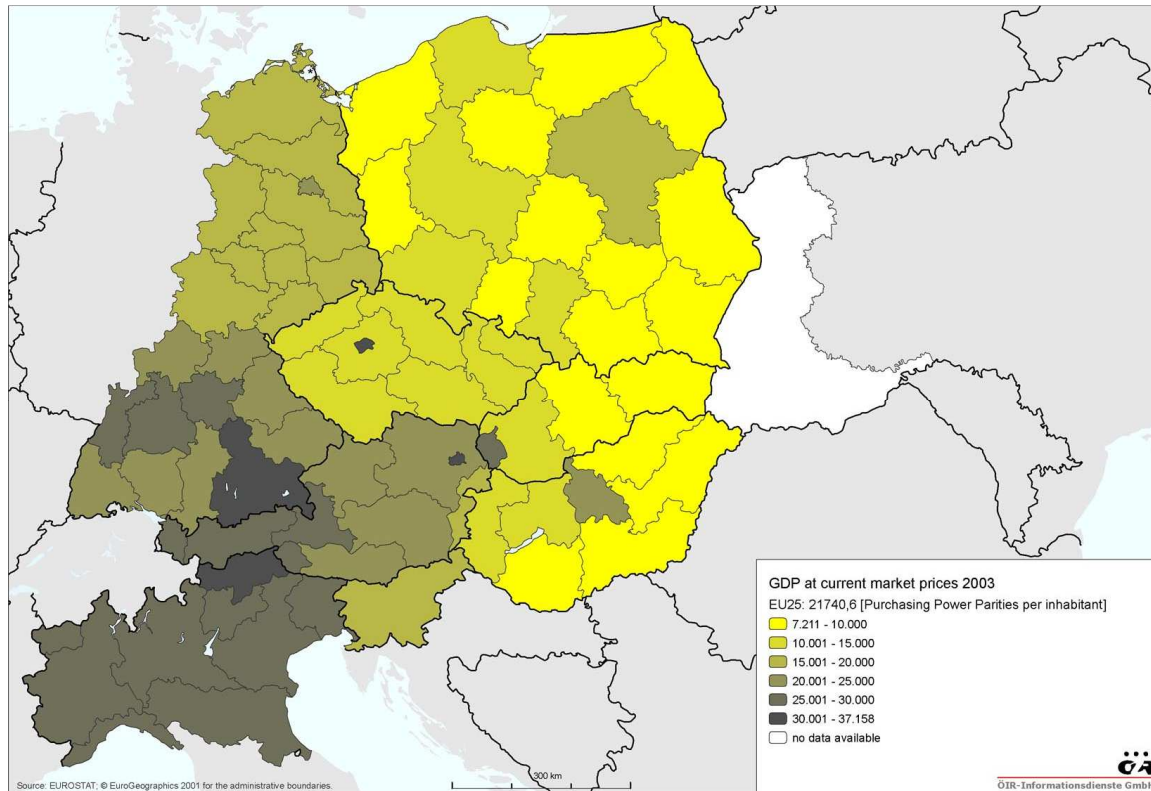 GDP at current market prices 2003
EU25: 21740,6 [Purchasing Power Parities per inhabitant]
7.211 - 10.000
10.001 - 15.000
15.001 - 20.000
20.001 - 25.000
25.001 - 30.000
30.001 - 37.158
no data available
300 km
Source: EUROSTAT; © EuroGeographics 2001 for the administrative boundaries.
ÖIR-Informationsdienste GmbH